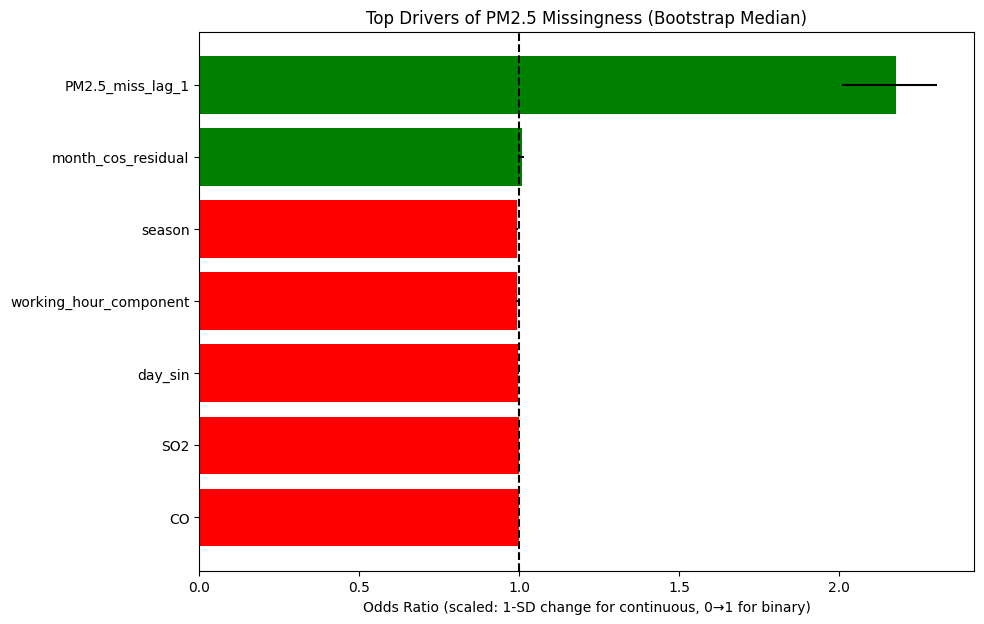 Top Drivers of PM2.5 Missingness (Bootstrap Median)
PM2.5_miss_lag_1
month_cos_residual
season
working_hour_component
day_sin
SO2
CO
0.0 0.5 1.0 1.5 2.0
Odds Ratio (scaled: 1-SD change for continuous, 0→1 for binary)